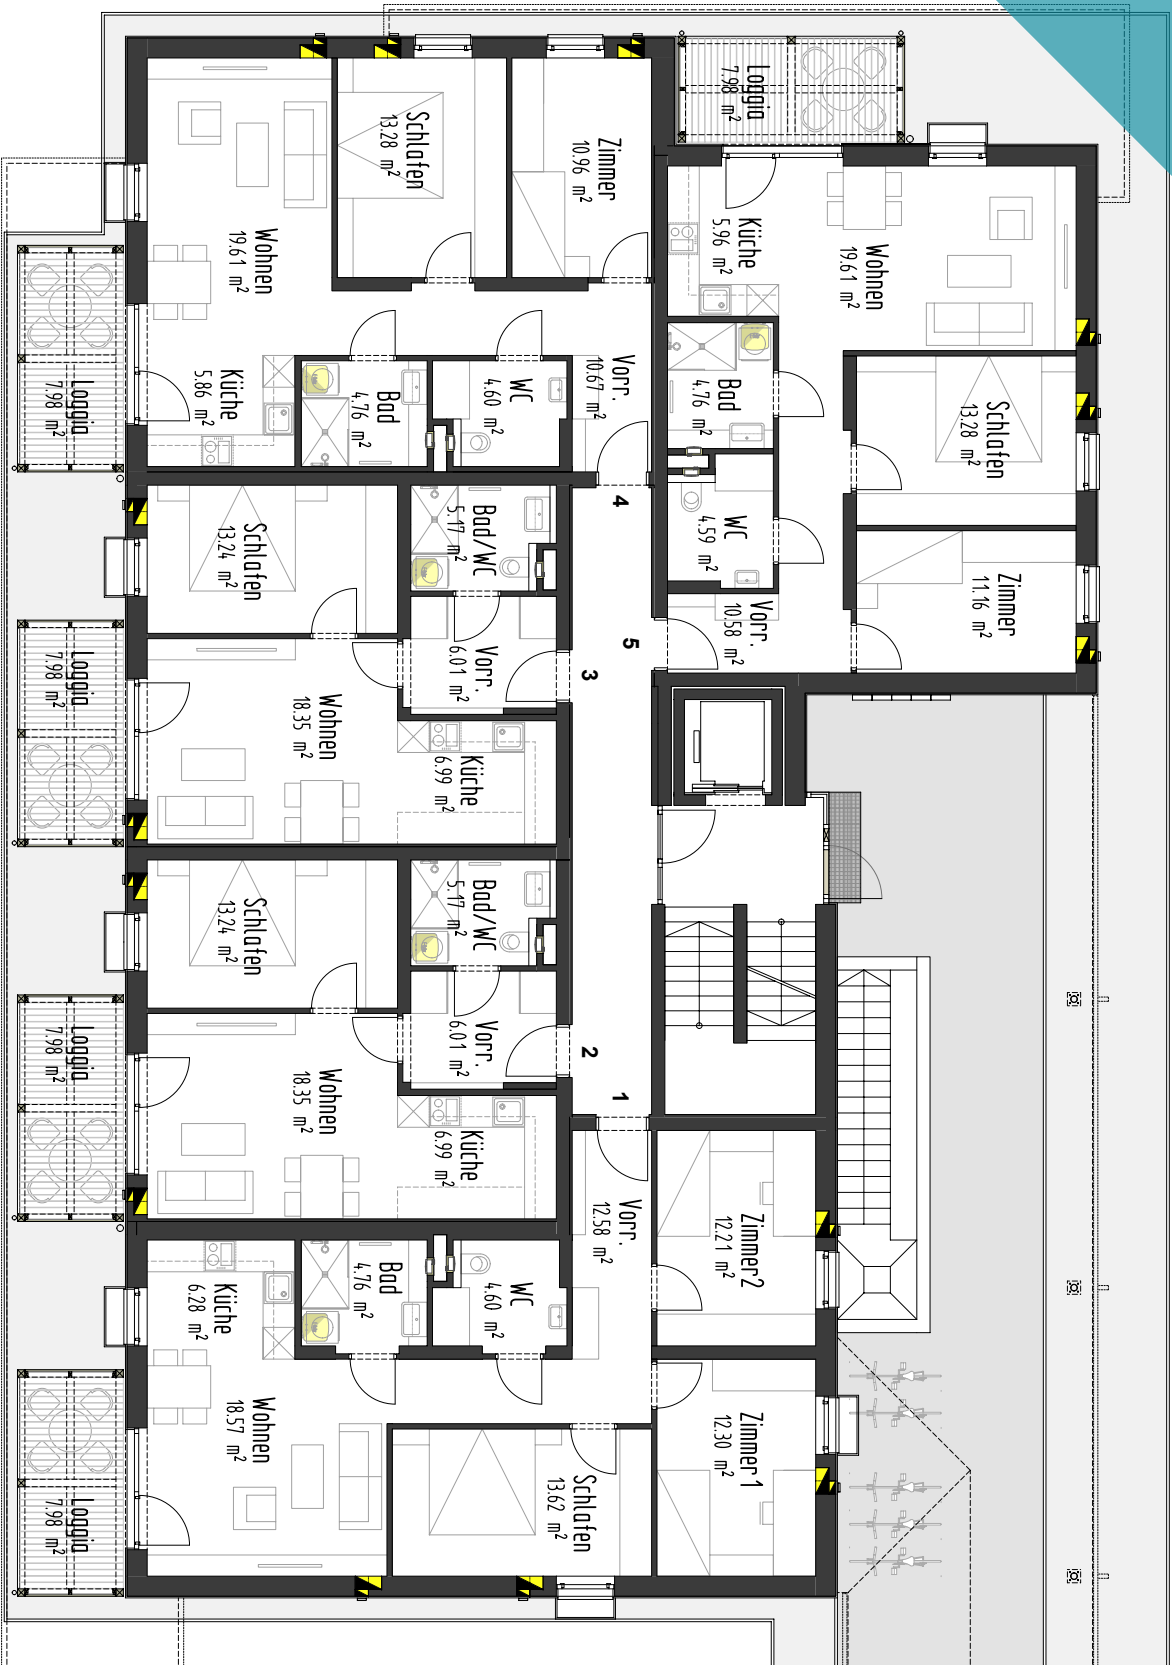 Loggia
7.98 m²
Zimmer
10.96 m²
Schlafen
13.28 m²
Wohnen
19.61 m²
Küche
5.86 m²
Bad
4.76 m²
WC
4.60 m²
Vorr.
10.67 m²
Loggia
7.98 m²
4
Küche
5.96 m²
Wohnen
19.61 m²
Bad
4.76 m²
WC
4.59 m²
Schlafen
13.28 m²
Zimmer
11.16 m²
Vorr.
10.58 m²
5
Schlafen
13.24 m²
Bad/WC
5.17 m²
Vorr.
6.01 m²
3
Wohnen
18.35 m²
Küche
6.99 m²
Loggia
7.98 m²
Schlafen
13.24 m²
Bad/WC
5.17 m²
Vorr.
6.01 m²
2
Wohnen
18.35 m²
Küche
6.99 m²
Loggia
7.98 m²
1
Vorr.
12.58 m²
Zimmer2
12.21 m²
Küche
6.28 m²
Bad
4.76 m²
WC
4.60 m²
Wohnen
18.57 m²
Schlafen
13.62 m²
Zimmer1
12.30 m²
Loggia
7.98 m²